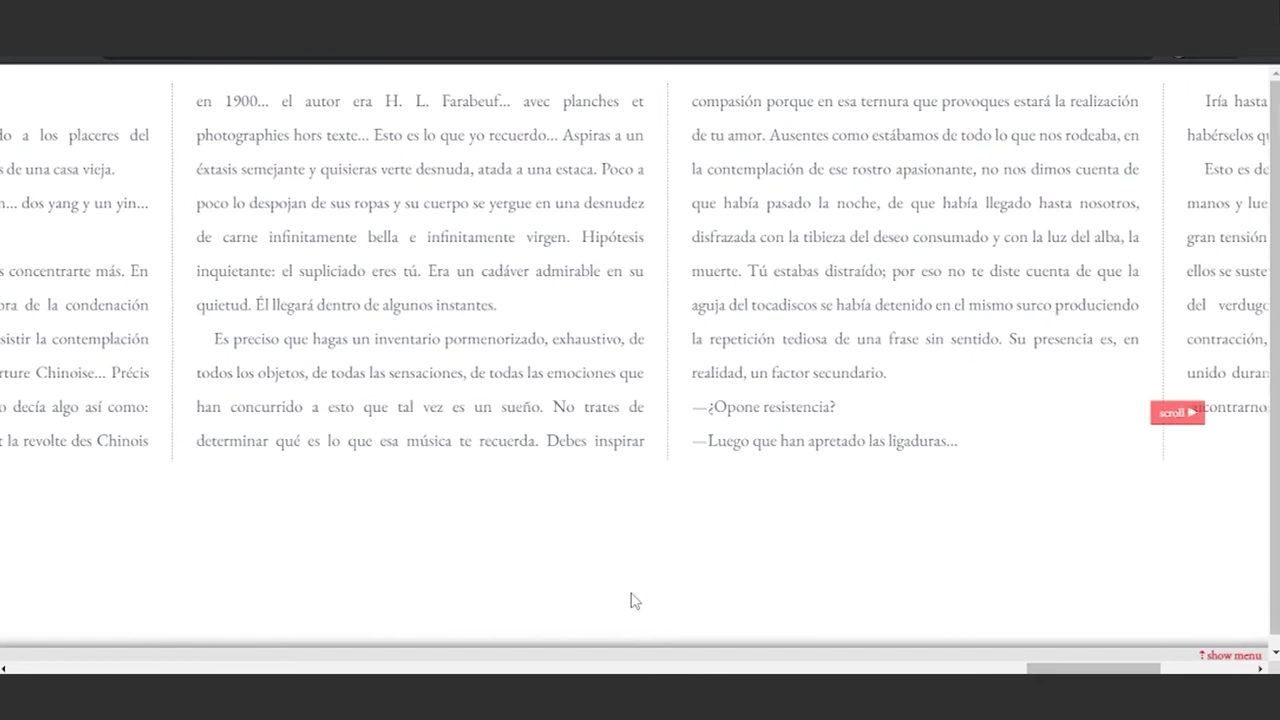 do a los placeres del
s de una casa vieja.
n... dos yang y un yin...
s concentrarte más. En
bra de la condenación
sistir la contemplación
rture Chinoise... Précis
o decía algo así como:
t la revolte des Chinois
en 1900... el autor era H. L. Farabeuf... avec planches et
photographies hors texte... Esto es lo que yo recuerdo... Aspiras a un
éxtasis semejante y quisieras verte desnuda, atada a una estaca. Poco a
poco lo despojan de sus ropas y su cuerpo se yergue en una desnudez
de carne infinitamente bella e infinitamente virgen. Hipótesis
inquietante: el supliciado eres tú. Era un cadáver admirable en su
quietud. Él llegará dentro de algunos instantes.
Es preciso que hagas un inventario pormenorizado, exhaustivo, de
todos los objetos, de todas las sensaciones, de todas las emociones que
han concurrido a esto que tal vez es un sueño. No trates de
determinar qué es lo que esa música te recuerda. Debes inspirar
compasión porque en esa ternura que provoques estará la realización
de tu amor. Ausentes como estábamos de todo lo que nos rodeaba, en
la contemplación de ese rostro apasionante, no nos dimos cuenta de
que había pasado la noche, de que había llegado hasta nosotros,
disfrazada con la tibieza del deseo consumado y con la luz del alba, la
muerte. Tú estabas distraído; por eso no te diste cuenta de que la
aguja del tocadiscos se había detenido en el mismo surco produciendo
la repetición tediosa de una frase sin sentido. Su presencia es, en
realidad, un factor secundario.
—¿Opone resistencia?
—Luego que han apretado las ligaduras...
Iría hasta
habérselos qu
Esto es de
manos y lue
gran tensión
ellos se suste
del verdugo
contracción,
unido duran
contrarno
scroll ▶
⇡ show menu